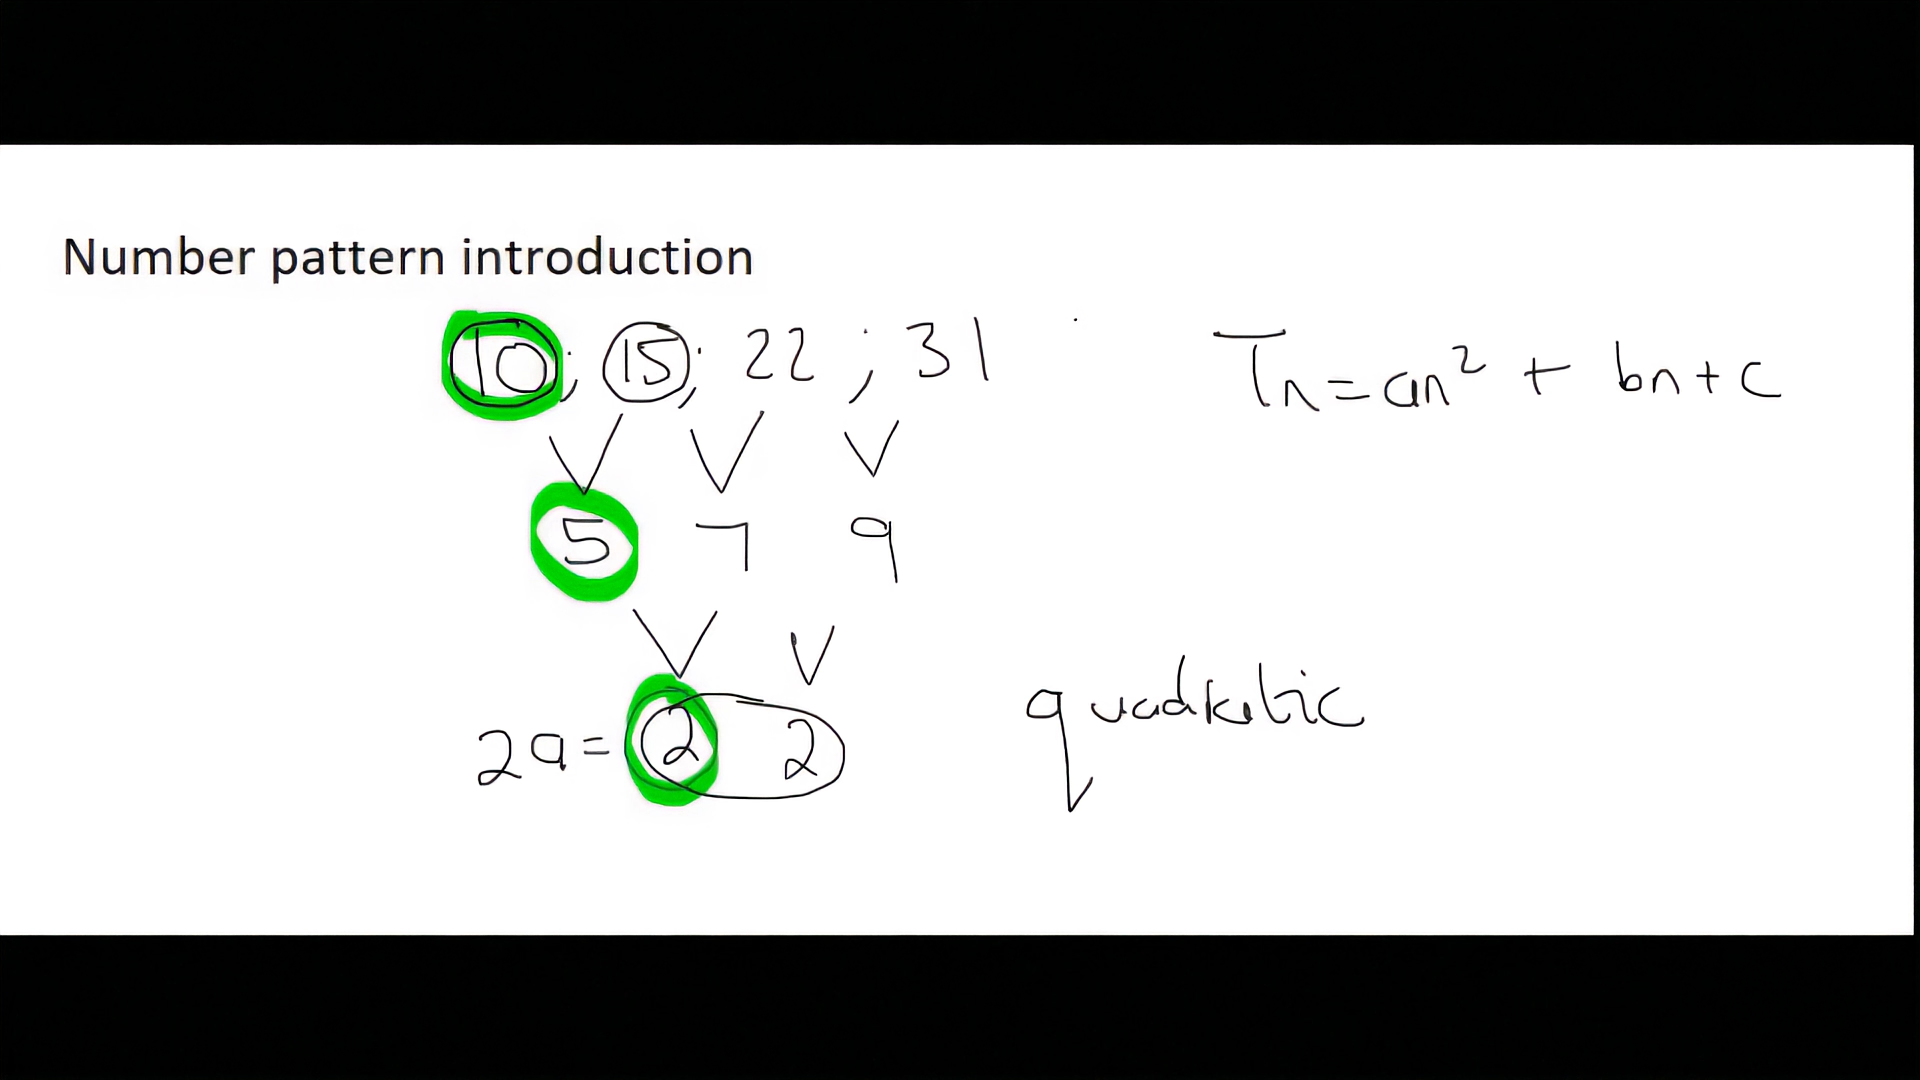 Number pattern introduction
10; 15; 22; 31
Tn=an² + bn+c
5 7 9
2a= 2 2
quadratic